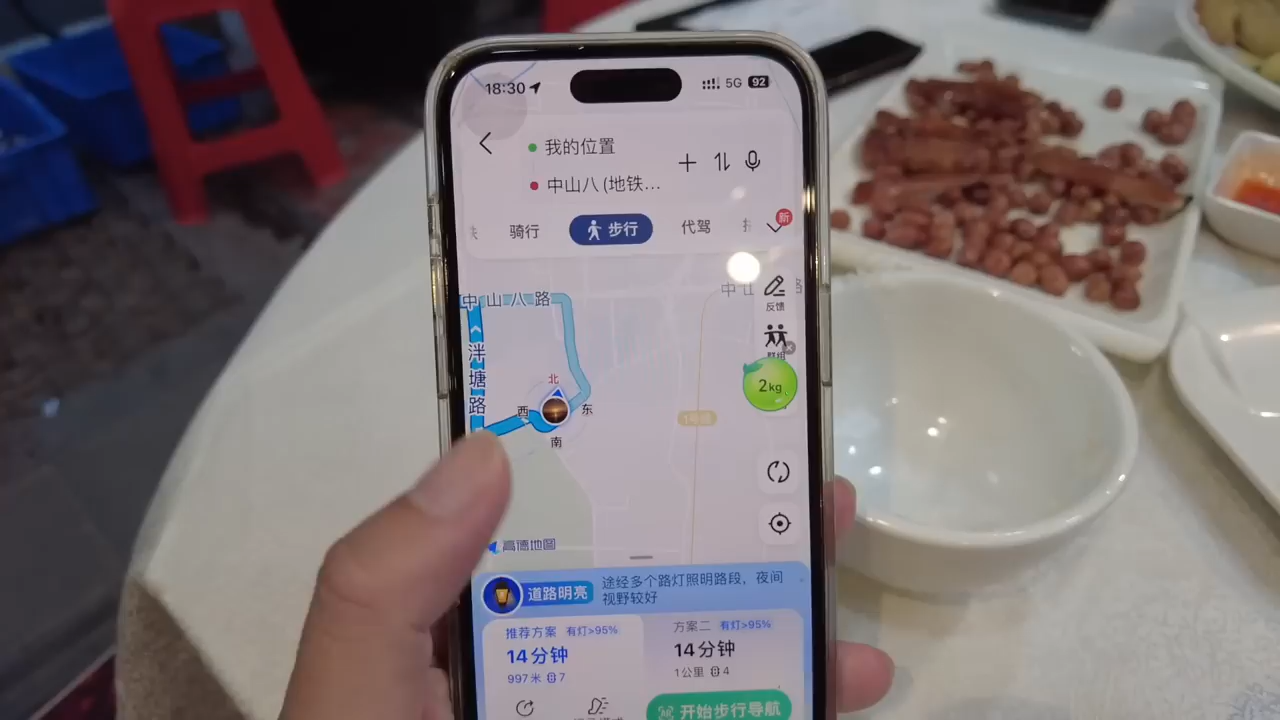 18:30
5G 92
我的位置
中山八 (地铁...
骑行
步行
代驾
新
中山八路
中山
路
反馈
泮塘路
北
西
东
南
2kg
高德地圖
道路明亮
途经多个路灯照明路段，夜间
视野较好
推荐方案 有灯>95%
14分钟
997米 7
方案二 有灯>95%
14分钟
1公里 4
开始步行导航